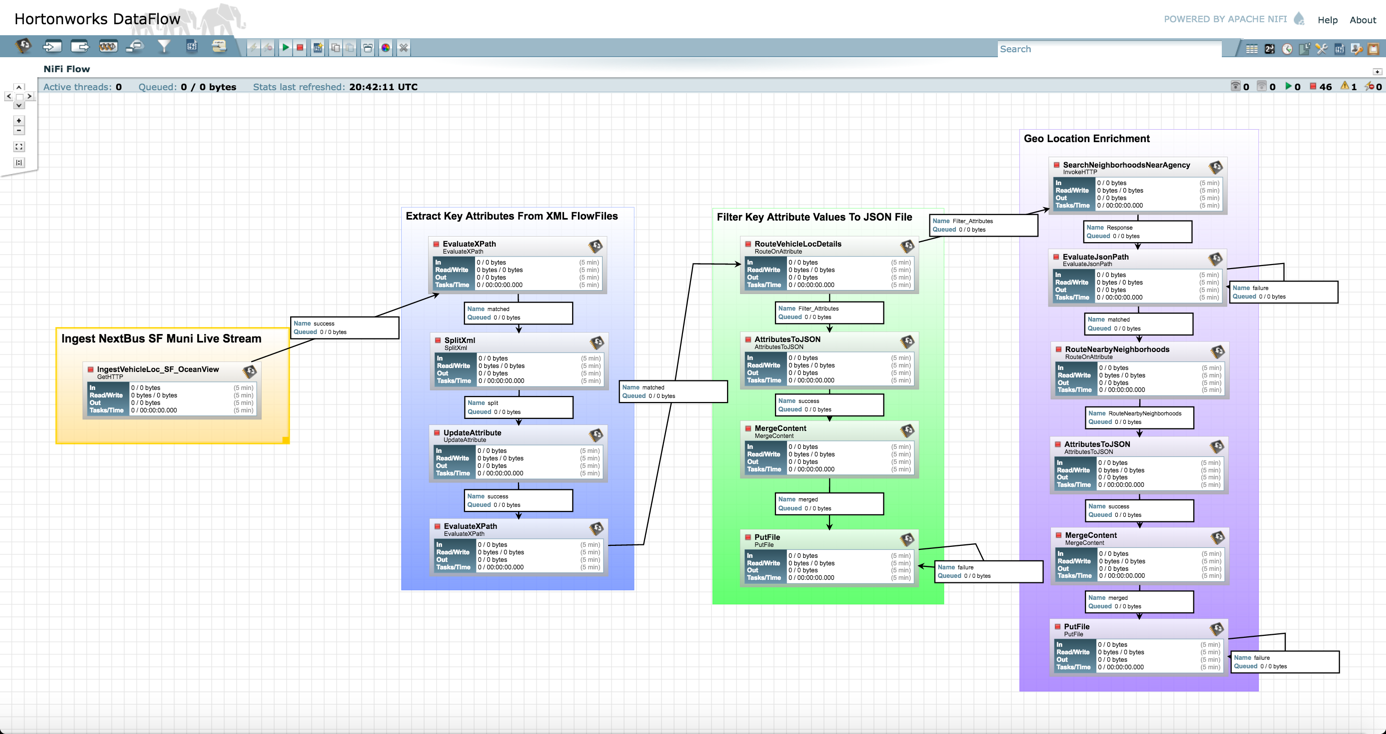 Hortonworks DataFlow
POWERED BY APACHE NIFI
Help
About
Search
NiFi Flow
Active threads: 0
Queued: 0 / 0 bytes
Stats last refreshed: 20:42:11 UTC
0
0
0
46
1
0
Ingest NextBus SF Muni Live Stream
IngestVehicleLoc_SF_OceanView
GetHTTP
In 0 / 0 bytes (5 min)
Read/Write 0 bytes / 0 bytes (5 min)
Out 0 / 0 bytes (5 min)
Tasks/Time 0 / 00:00:00.000 (5 min)
Name success
Queued 0 / 0 bytes
Extract Key Attributes From XML FlowFiles
EvaluateXPath
EvaluateXPath
In 0 / 0 bytes (5 min)
Read/Write 0 bytes / 0 bytes (5 min)
Out 0 / 0 bytes (5 min)
Tasks/Time 0 / 00:00:00.000 (5 min)
Name matched
Queued 0 / 0 bytes
SplitXml
SplitXml
In 0 / 0 bytes (5 min)
Read/Write 0 bytes / 0 bytes (5 min)
Out 0 / 0 bytes (5 min)
Tasks/Time 0 / 00:00:00.000 (5 min)
Name split
Queued 0 / 0 bytes
UpdateAttribute
UpdateAttribute
In 0 / 0 bytes (5 min)
Read/Write 0 bytes / 0 bytes (5 min)
Out 0 / 0 bytes (5 min)
Tasks/Time 0 / 00:00:00.000 (5 min)
Name success
Queued 0 / 0 bytes
EvaluateXPath
EvaluateXPath
In 0 / 0 bytes (5 min)
Read/Write 0 bytes / 0 bytes (5 min)
Out 0 / 0 bytes (5 min)
Tasks/Time 0 / 00:00:00.000 (5 min)
Name matched
Queued 0 / 0 bytes
Filter Key Attribute Values To JSON File
RouteVehicleLocDetails
RouteOnAttribute
In 0 / 0 bytes (5 min)
Read/Write 0 bytes / 0 bytes (5 min)
Out 0 / 0 bytes (5 min)
Tasks/Time 0 / 00:00:00.000 (5 min)
Name Filter_Attributes
Queued 0 / 0 bytes
AttributesToJSON
AttributesToJSON
In 0 / 0 bytes (5 min)
Read/Write 0 bytes / 0 bytes (5 min)
Out 0 / 0 bytes (5 min)
Tasks/Time 0 / 00:00:00.000 (5 min)
Name success
Queued 0 / 0 bytes
MergeContent
MergeContent
In 0 / 0 bytes (5 min)
Read/Write 0 bytes / 0 bytes (5 min)
Out 0 / 0 bytes (5 min)
Tasks/Time 0 / 00:00:00.000 (5 min)
Name merged
Queued 0 / 0 bytes
PutFile
PutFile
In 0 / 0 bytes (5 min)
Read/Write 0 bytes / 0 bytes (5 min)
Out 0 / 0 bytes (5 min)
Tasks/Time 0 / 00:00:00.000 (5 min)
Name failure
Queued 0 / 0 bytes
Name Filter_Attributes
Queued 0 / 0 bytes
Geo Location Enrichment
SearchNeighborhoodsNearAgency
InvokeHTTP
In 0 / 0 bytes (5 min)
Read/Write 0 bytes / 0 bytes (5 min)
Out 0 / 0 bytes (5 min)
Tasks/Time 0 / 00:00:00.000 (5 min)
Name Response
Queued 0 / 0 bytes
EvaluateJsonPath
EvaluateJsonPath
In 0 / 0 bytes (5 min)
Read/Write 0 bytes / 0 bytes (5 min)
Out 0 / 0 bytes (5 min)
Tasks/Time 0 / 00:00:00.000 (5 min)
Name failure
Queued 0 / 0 bytes
Name matched
Queued 0 / 0 bytes
RouteNearbyNeighborhoods
RouteOnAttribute
In 0 / 0 bytes (5 min)
Read/Write 0 bytes / 0 bytes (5 min)
Out 0 / 0 bytes (5 min)
Tasks/Time 0 / 00:00:00.000 (5 min)
Name RouteNearbyNeighborhoods
Queued 0 / 0 bytes
AttributesToJSON
AttributesToJSON
In 0 / 0 bytes (5 min)
Read/Write 0 bytes / 0 bytes (5 min)
Out 0 / 0 bytes (5 min)
Tasks/Time 0 / 00:00:00.000 (5 min)
Name success
Queued 0 / 0 bytes
MergeContent
MergeContent
In 0 / 0 bytes (5 min)
Read/Write 0 bytes / 0 bytes (5 min)
Out 0 / 0 bytes (5 min)
Tasks/Time 0 / 00:00:00.000 (5 min)
Name merged
Queued 0 / 0 bytes
PutFile
PutFile
In 0 / 0 bytes (5 min)
Read/Write 0 bytes / 0 bytes (5 min)
Out 0 / 0 bytes (5 min)
Tasks/Time 0 / 00:00:00.000 (5 min)
Name failure
Queued 0 / 0 bytes